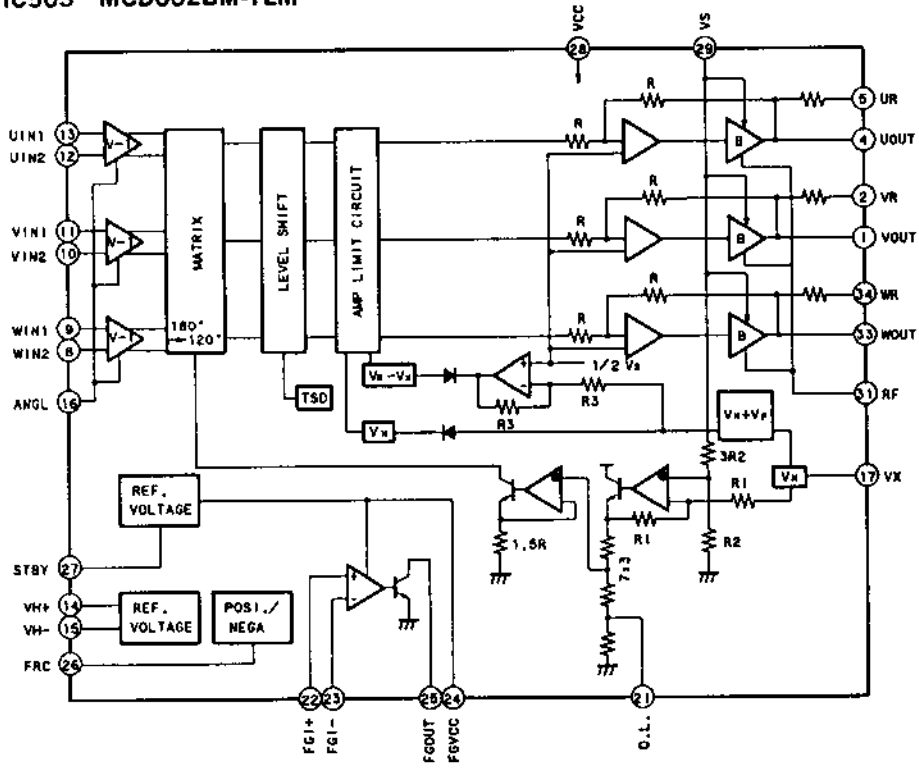 VCC
VS
28
29
UIN1 13
UIN2 12
V-I
VIN1 11
VIN2 10
V-I
WIN1 9
WIN2 8
V-I
ANGL 16
MATRIX
180°
→120°
LEVEL SHIFT
AMP LIMIT CIRCUIT
TSD
R
R
B
5 UR
4 UOUT
R
R
B
2 VR
1 VOUT
R
R
B
34 WR
33 WOUT
31 RF
+
-
1/2 Vs
R3
R3
Vx
Vx
17 VX
3R2
R1
R1
R2
1.5R
REF.
VOLTAGE
STBY 27
VH+ 14
VH- 15
REF.
VOLTAGE
POSI./
NEGA
FRC 26
+
-
22
23
25
24
21
FGI+
FGI-
FGOUT
FGVCC
O.L.